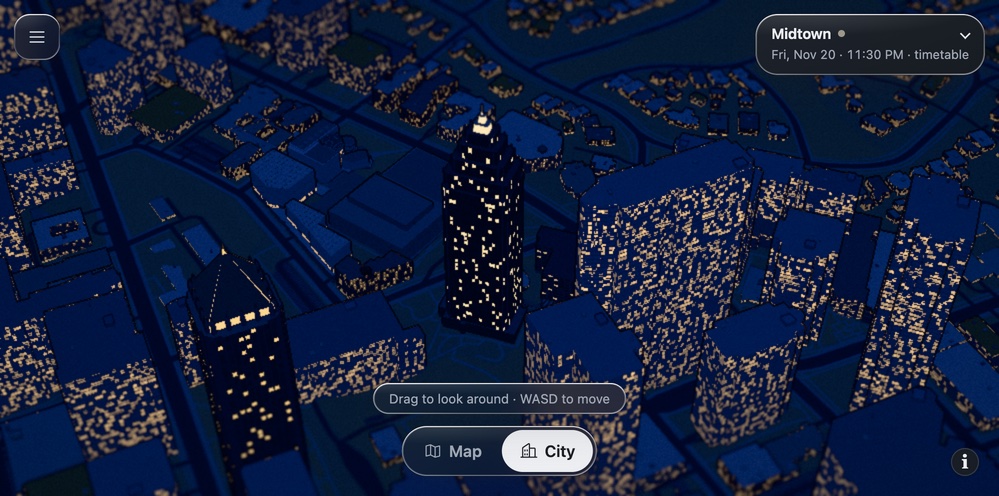 Midtown
Fri, Nov 20 · 11:30 PM · timetable
Drag to look around · WASD to move
Map
City
i